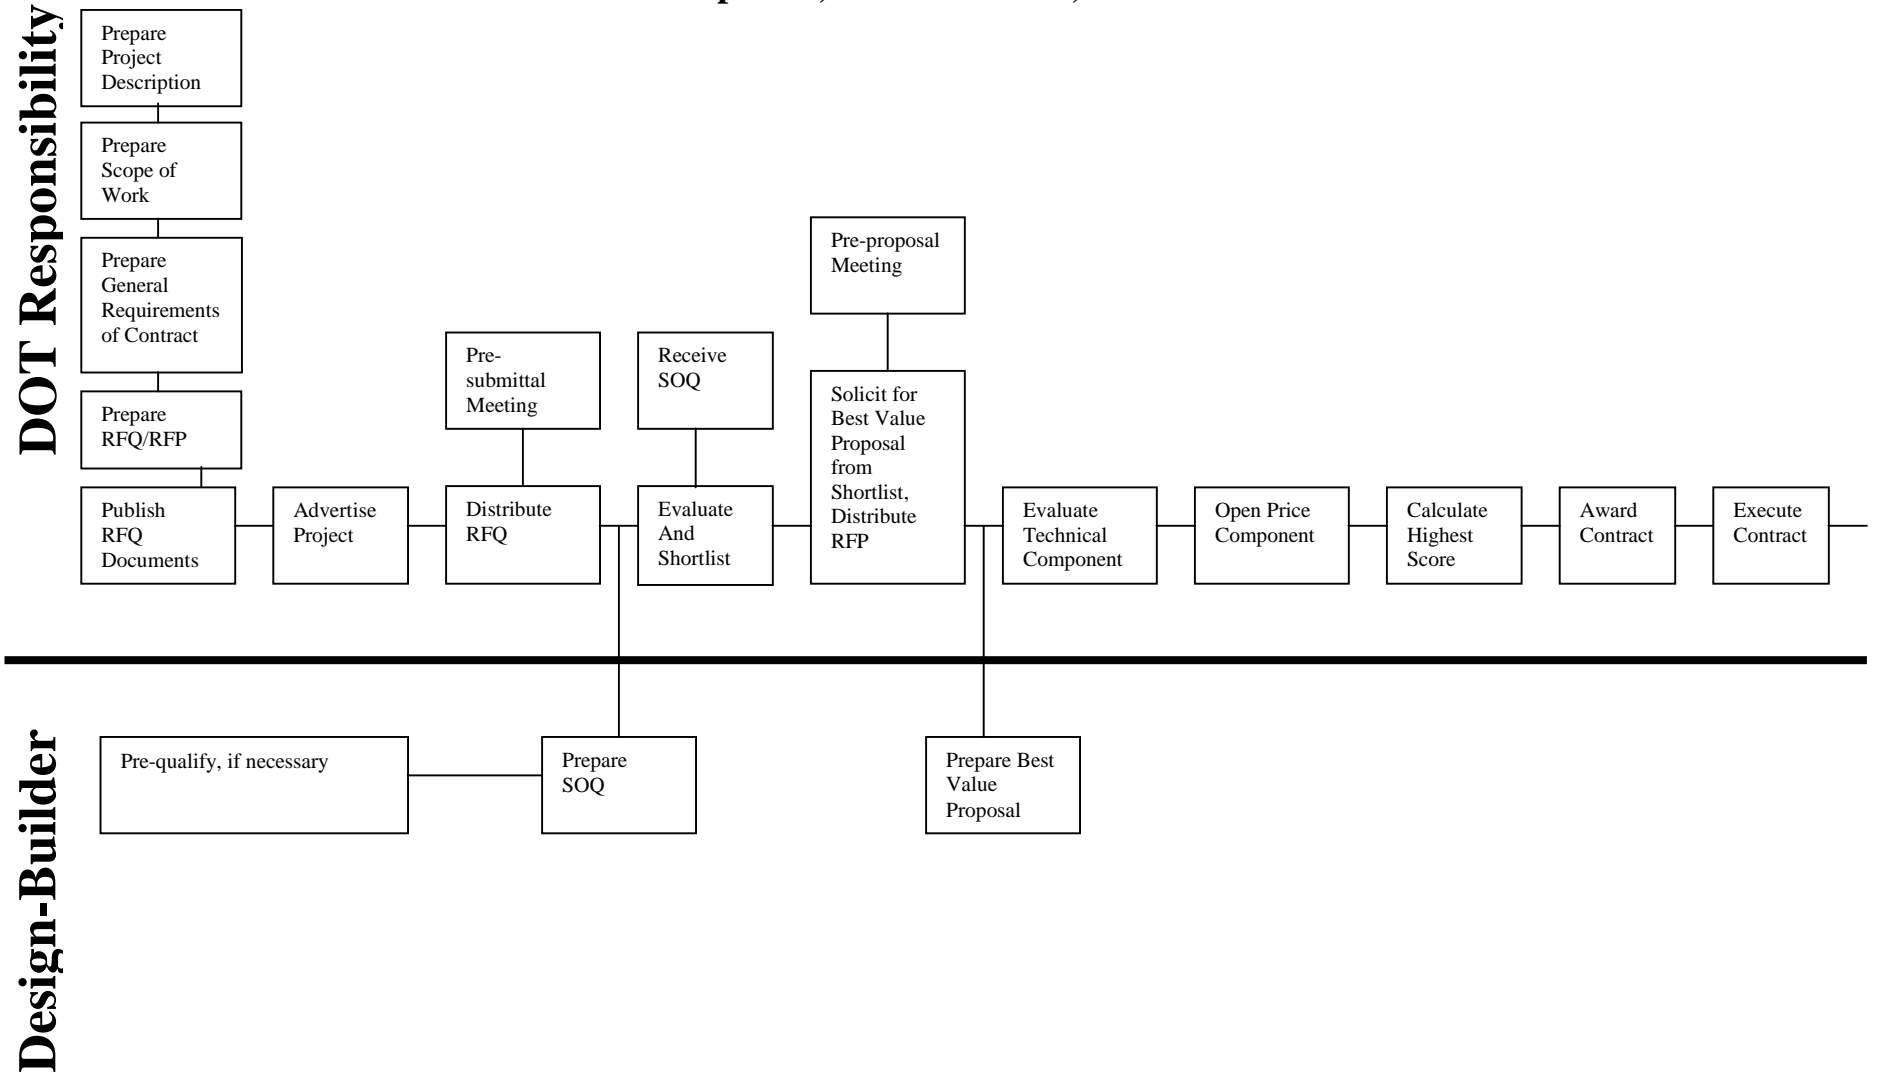 DOT Responsibility
Prepare
Project
Description
Prepare
Scope of
Work
Prepare
General
Requirements
of Contract
Prepare
RFQ/RFP
Publish
RFQ
Documents
Advertise
Project
Pre-
submittal
Meeting
Distribute
RFQ
Receive
SOQ
Evaluate
And
Shortlist
Pre-proposal
Meeting
Solicit for
Best Value
Proposal
from
Shortlist,
Distribute
RFP
Evaluate
Technical
Component
Open Price
Component
Calculate
Highest
Score
Award
Contract
Execute
Contract
Design-Builder
Pre-qualify, if necessary
Prepare
SOQ
Prepare Best
Value
Proposal